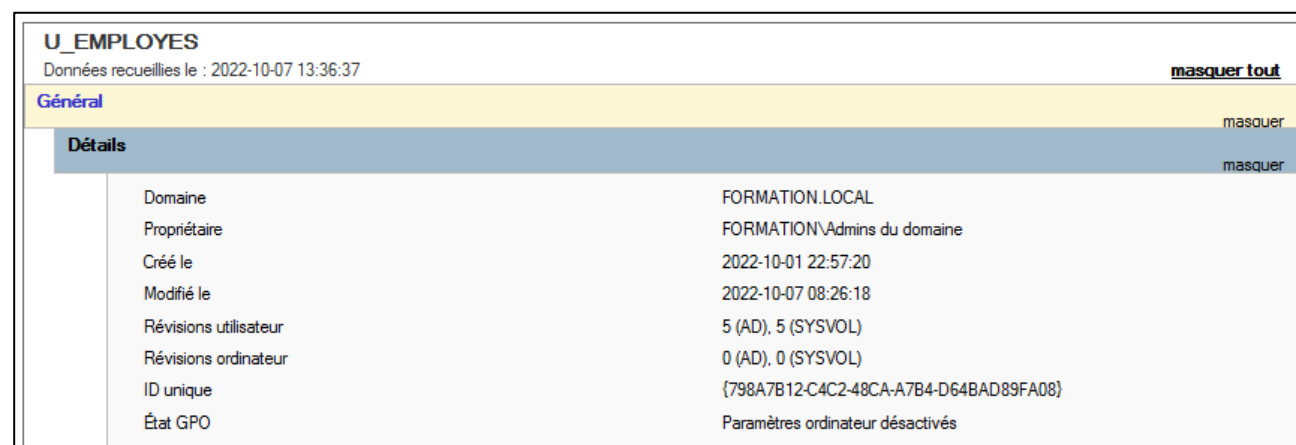 U_EMPLOYES
Données recueillies le : 2022-10-07 13:36:37 masquer tout
Général
masquer
Détails
masquer
Domaine FORMATION.LOCAL
Propriétaire FORMATION\Admins du domaine
Créé le 2022-10-01 22:57:20
Modifié le 2022-10-07 08:26:18
Révisions utilisateur 5 (AD), 5 (SYSVOL)
Révisions ordinateur 0 (AD), 0 (SYSVOL)
ID unique {798A7B12-C4C2-48CA-A7B4-D64BAD89FA08}
État GPO Paramètres ordinateur désactivés